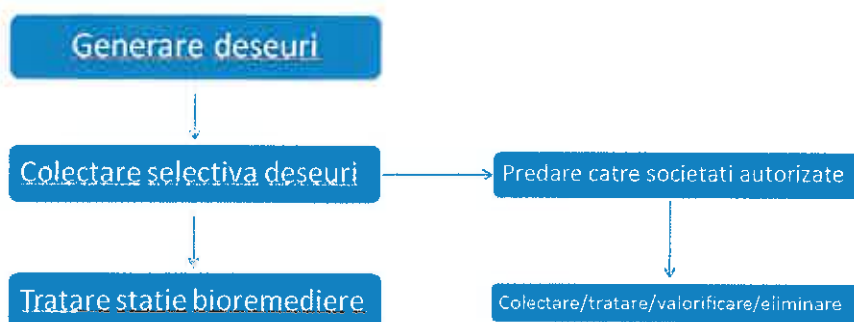 Generare deseuri
Colectare selectiva deseuri
Predare catre societati autorizate
Tratare statie bioremediere
Colectare/tratare/valorificare/eliminare